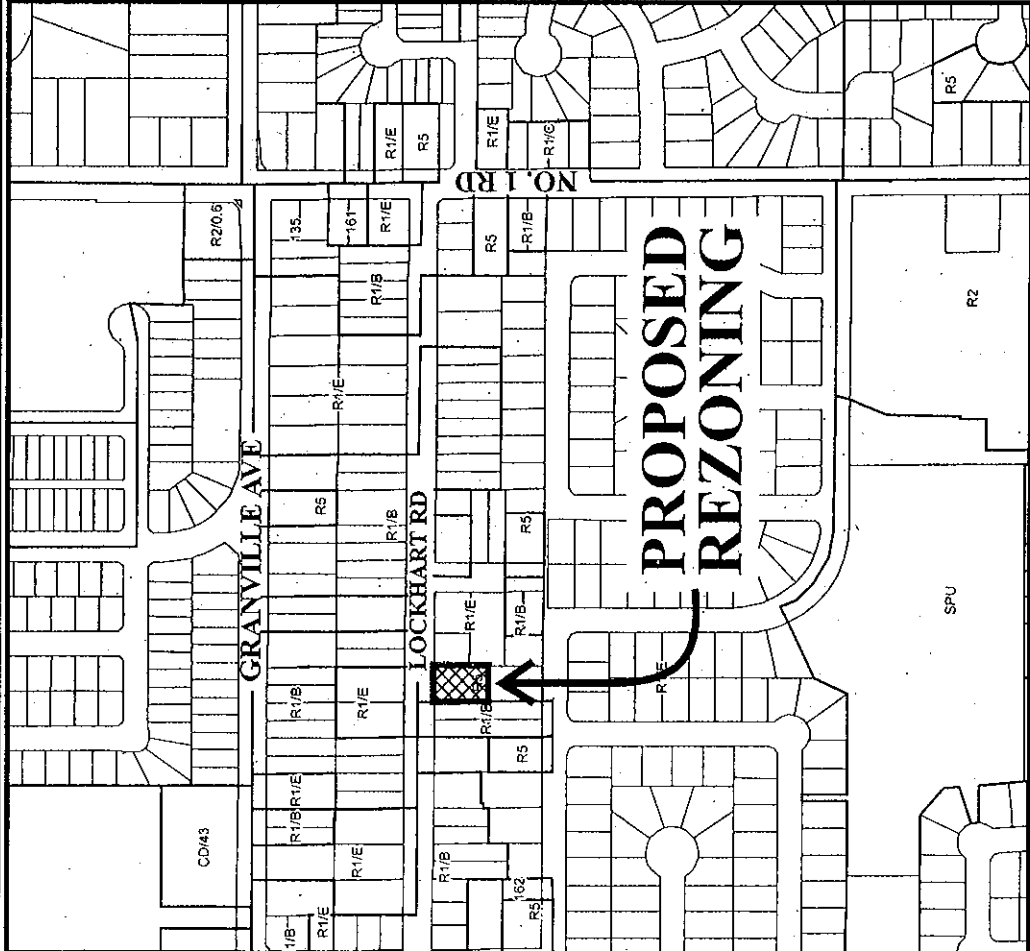 R5
R1/E
R5
R1/E
R1/C
NO. 1 RD
R2/0.6
135
161
R1/E
R5
R1/B
R1/B
R2
R1/E
PROPOSED
REZONING
GRANVILLE AVE
R5
R1/B
LOCKHART RD
R5
R1/E
R1/B
SPU
R1/B
R1/E
R1/B
R5
R1/E
R1/B
CD/43
R1/E
R1/B
162
R5
1/B
R1/E